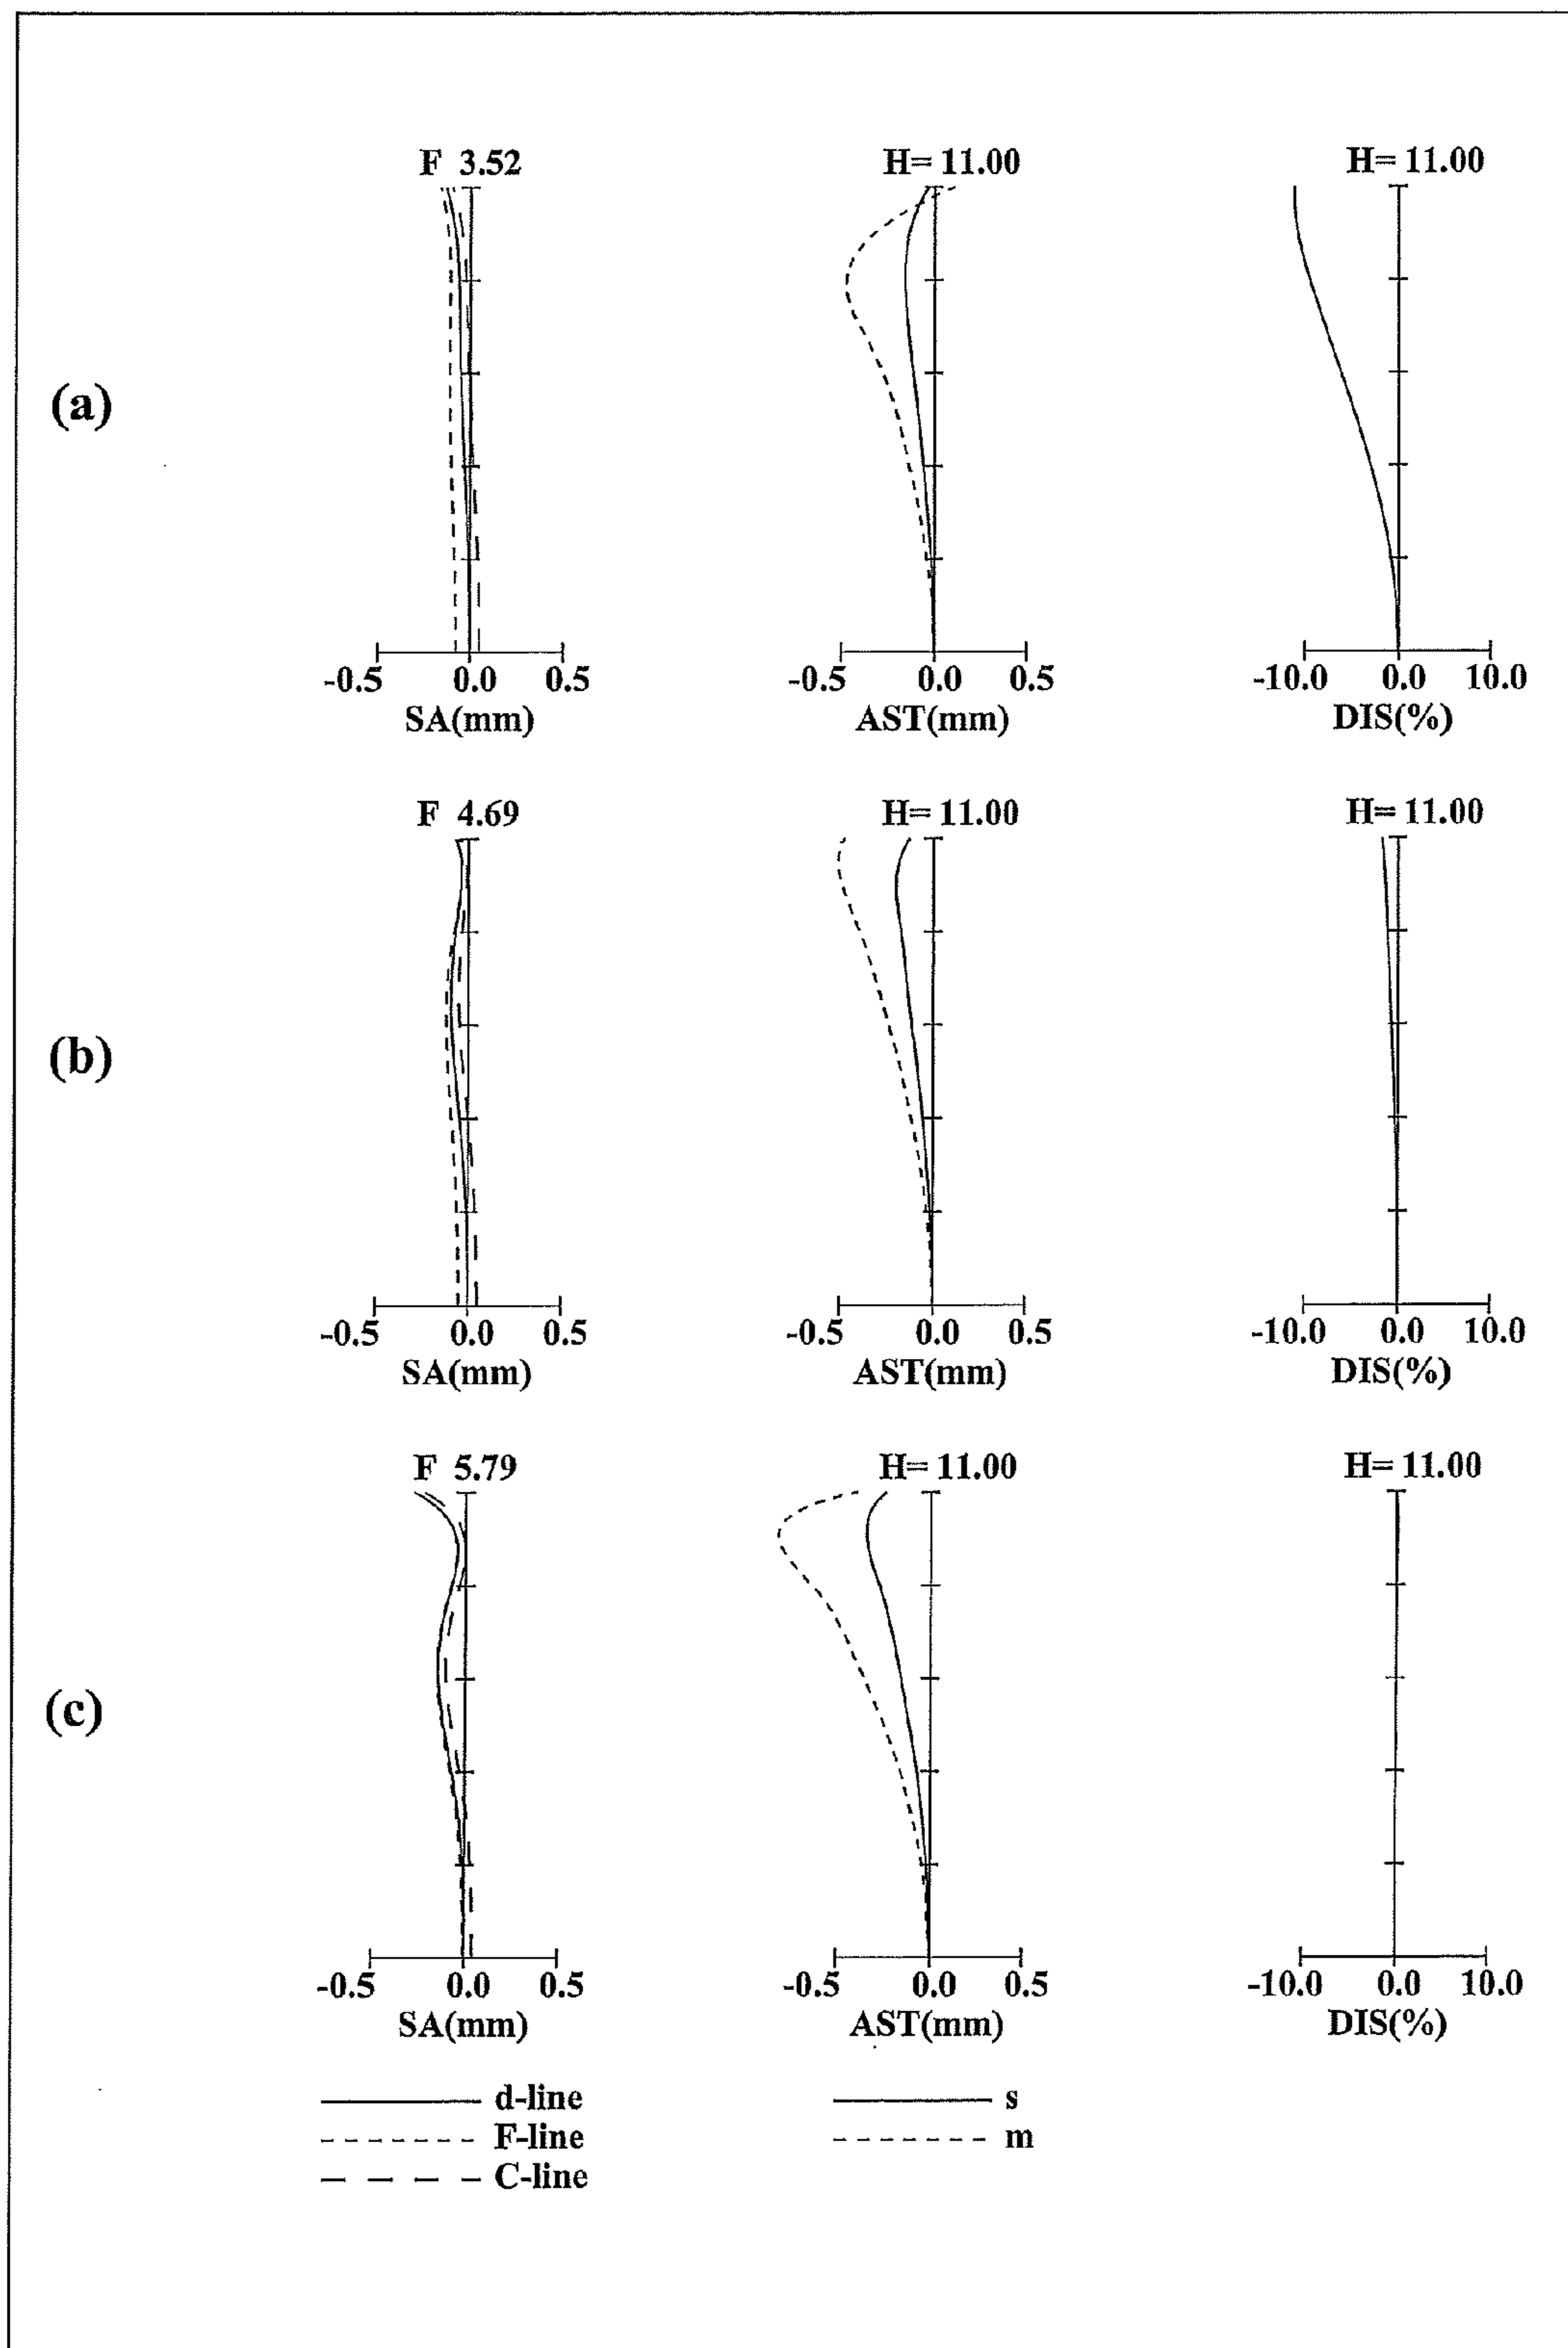 F 3.52 H= 11.00 H= 11.00
(a)
-0.5 0.0 0.5 -0.5 0.0 0.5 -10.0 0.0 10.0
SA(mm) AST(mm) DIS(%)
F 4.69 H= 11.00 H= 11.00
(b)
-0.5 0.0 0.5 -0.5 0.0 0.5 -10.0 0.0 10.0
SA(mm) AST(mm) DIS(%)
F 5.79 H= 11.00 H= 11.00
(c)
-0.5 0.0 0.5 -0.5 0.0 0.5 -10.0 0.0 10.0
SA(mm) AST(mm) DIS(%)
d-line s
F-line m
C-line